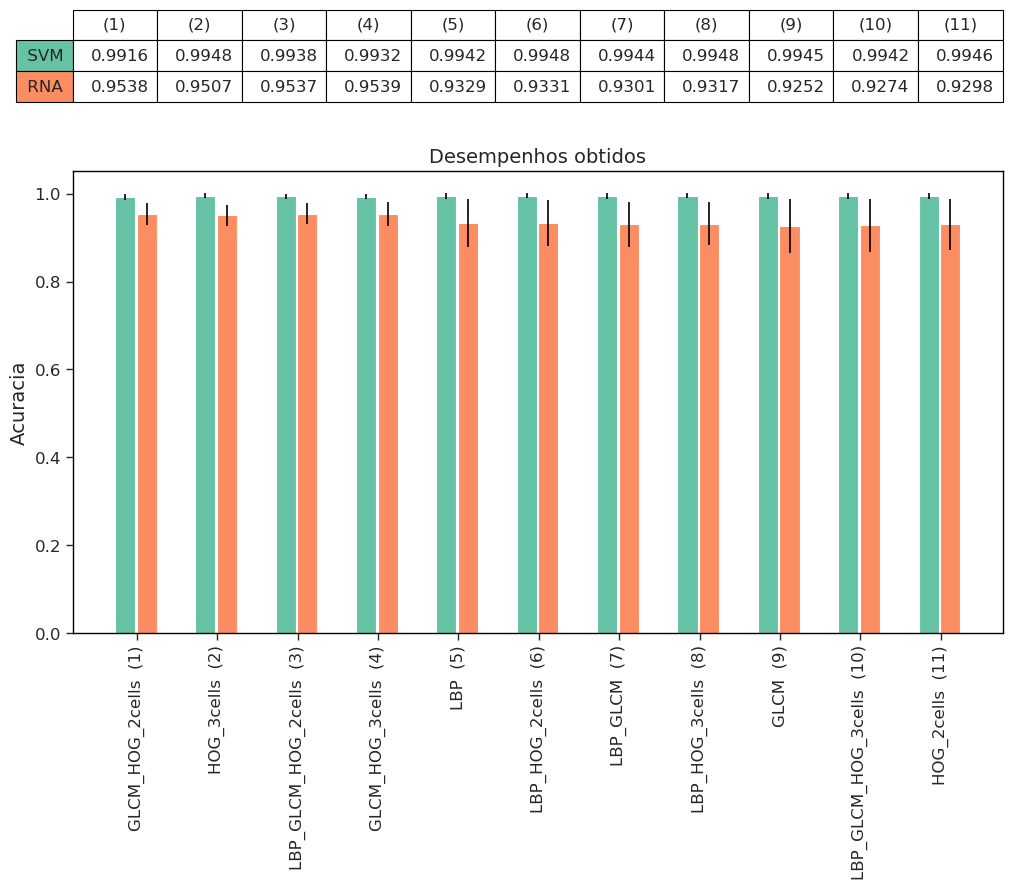 (1) (2) (3) (4) (5) (6) (7) (8) (9) (10) (11)
SVM 0.9916 0.9948 0.9938 0.9932 0.9942 0.9948 0.9944 0.9948 0.9945 0.9942 0.9946
RNA 0.9538 0.9507 0.9537 0.9539 0.9329 0.9331 0.9301 0.9317 0.9252 0.9274 0.9298
Desempenhos obtidos
Acuracia
1.0
0.8
0.6
0.4
0.2
0.0
GLCM_HOG_2cells (1)
HOG_3cells (2)
LBP_GLCM_HOG_2cells (3)
GLCM_HOG_3cells (4)
LBP (5)
LBP_HOG_2cells (6)
LBP_GLCM (7)
LBP_HOG_3cells (8)
GLCM (9)
LBP_GLCM_HOG_3cells (10)
HOG_2cells (11)